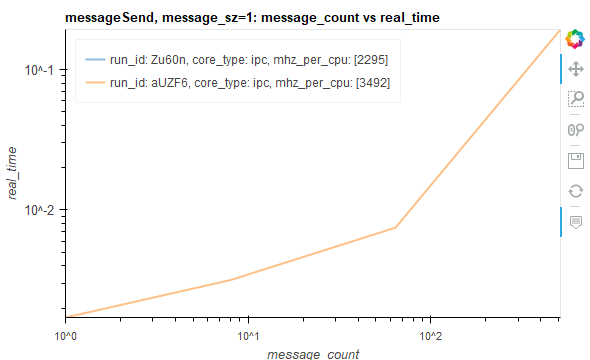 messageSend, message_sz=1: message_count vs real_time
run_id: Zu60n, core_type: ipc, mhz_per_cpu: [2295]
run_id: aUZF6, core_type: ipc, mhz_per_cpu: [3492]
10^-1
real_time
10^-2
10^0
10^1
10^2
message_count